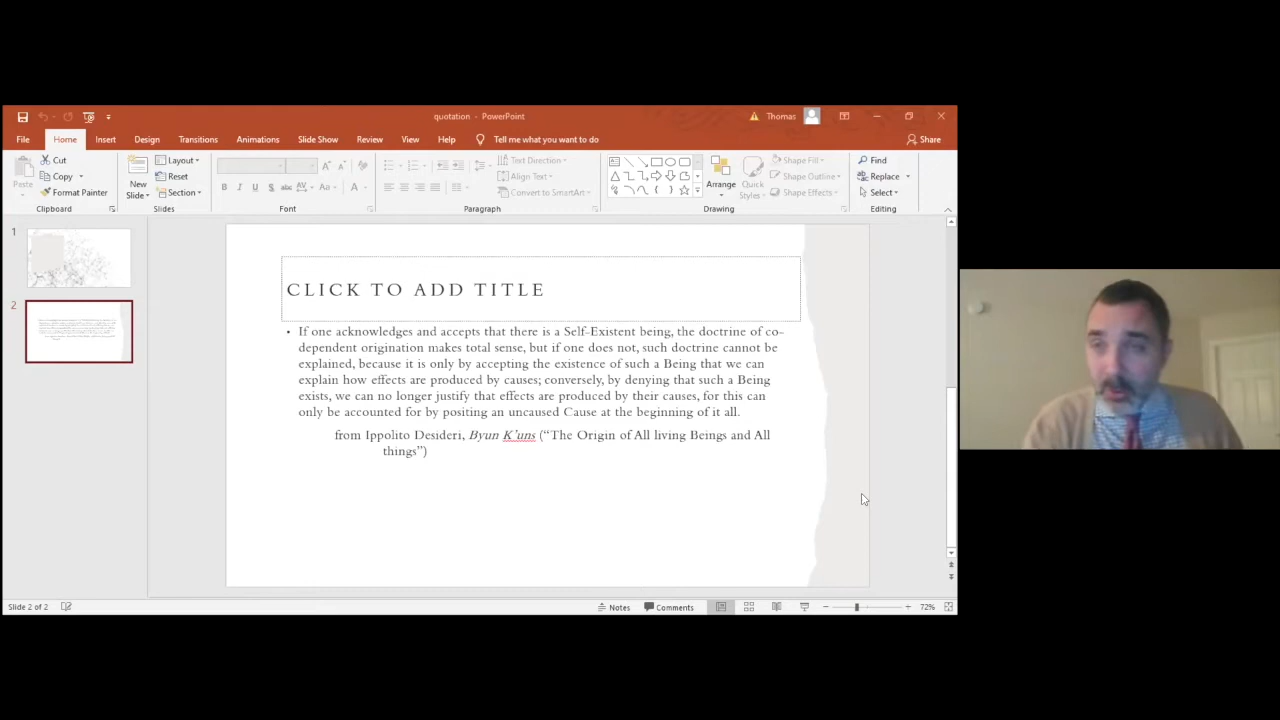 quotation - PowerPoint
Thomas
File Home Insert Design Transitions Animations Slide Show Review View Help Tell me what you want to do Share
Paste
Cut
Copy
Format Painter
Clipboard
New
Slide
Layout
Reset
Section
Slides
Font
Text Direction
Align Text
Convert to SmartArt
Paragraph
Arrange
Quick
Styles
Shape Fill
Shape Outline
Shape Effects
Drawing
Find
Replace
Select
Editing
1
2
CLICK TO ADD TITLE
• If one acknowledges and accepts that there is a Self-Existent being, the doctrine of co-
dependent origination makes total sense, but if one does not, such doctrine cannot be
explained, because it is only by accepting the existence of such a Being that we can
explain how effects are produced by causes; conversely, by denying that such a Being
exists, we can no longer justify that effects are produced by their causes, for this can
only be accounted for by positing an uncaused Cause at the beginning of it all.
from Ippolito Desideri, Byun K'uns (“The Origin of All living Beings and All
things”)
Slide 2 of 2
Notes Comments 72%